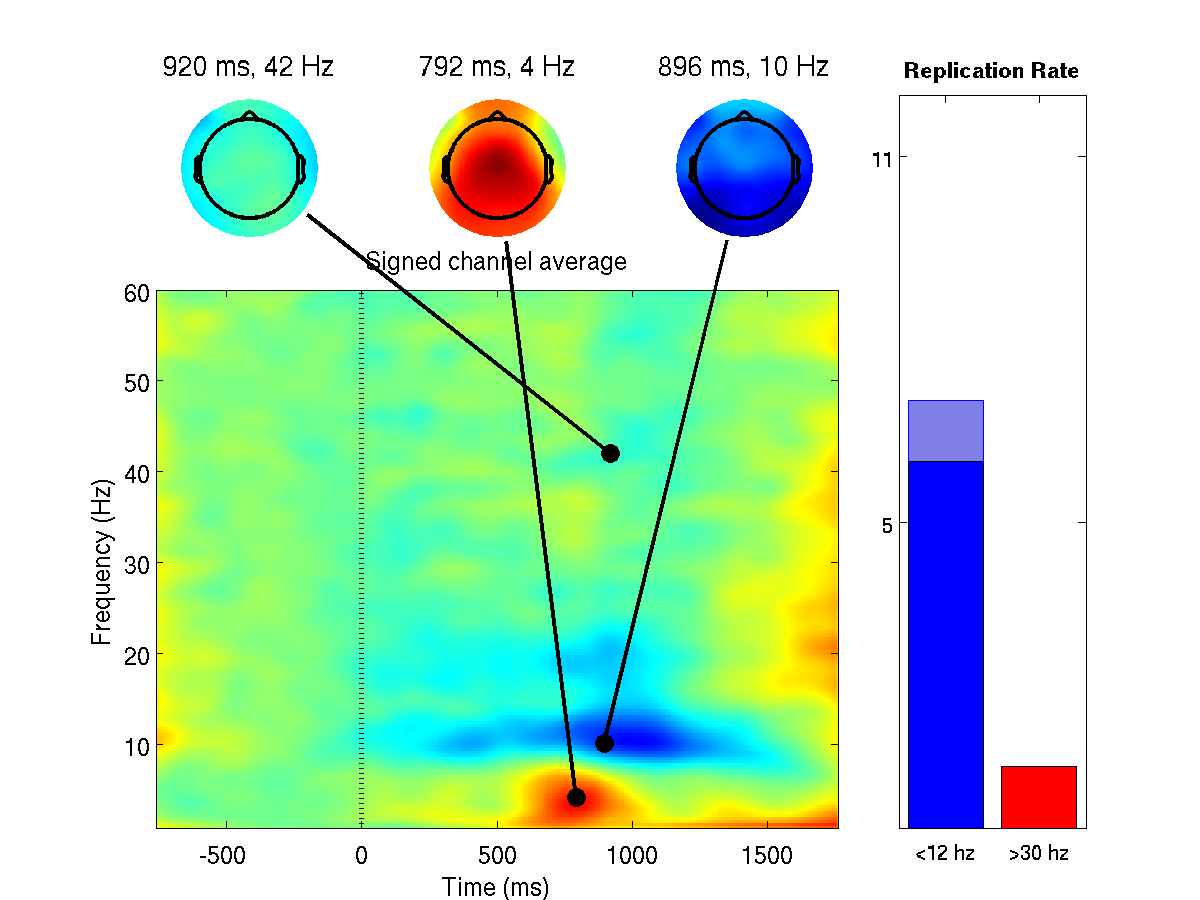 920 ms, 42 Hz
792 ms, 4 Hz
896 ms, 10 Hz
Replication Rate
Signed channel average
60
50
40
30
20
10
Frequency (Hz)
-500
0
500
1000
1500
Time (ms)
11
5
<12 hz
>30 hz